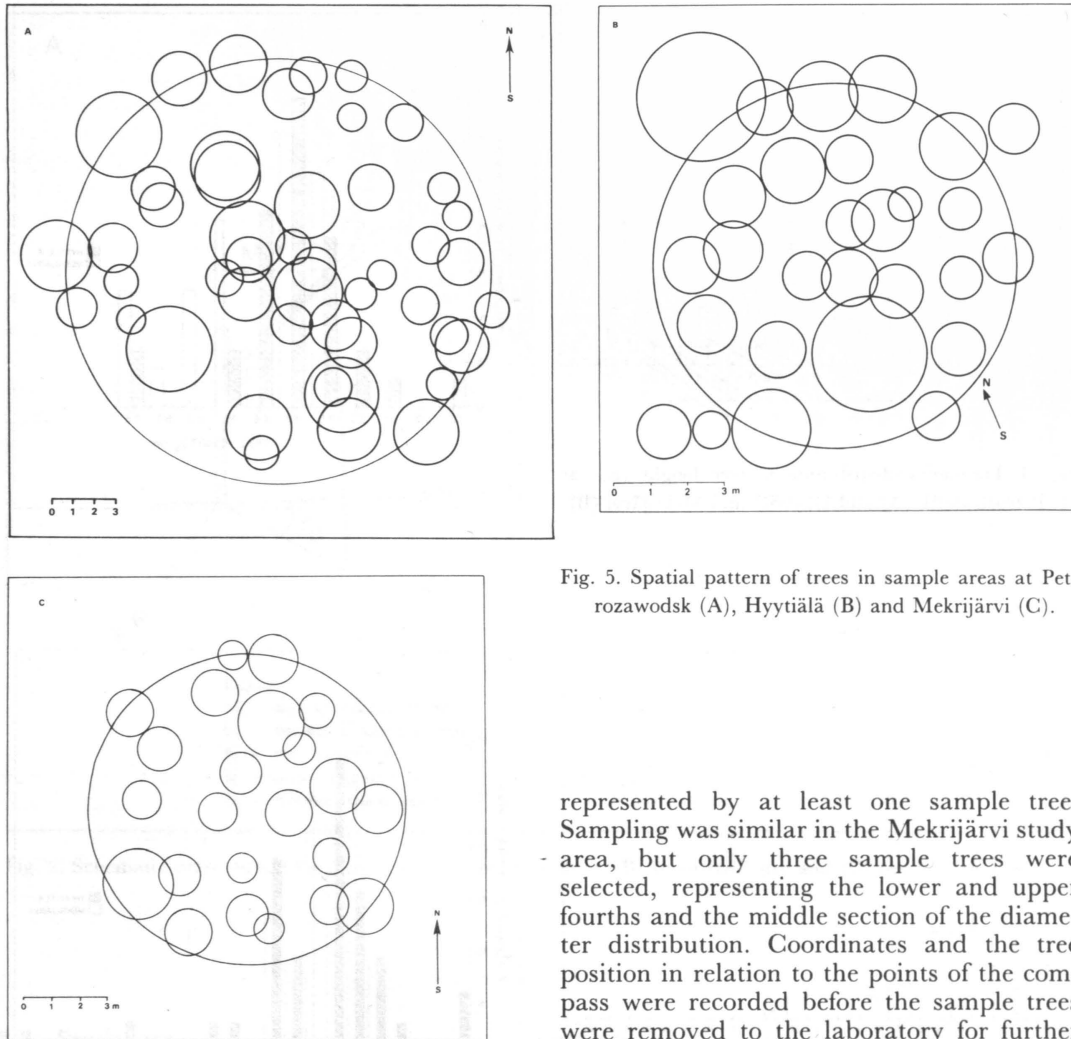 A
N
S
0 1 2 3
B
N
S
0 1 2 3 m
Fig. 5. Spatial pattern of trees in sample areas at Pet
rozawodsk (A), Hyytiälä (B) and Mekrijärvi (C).
C
N
S
0 1 2 3 m
represented by at least one sample tree
Sampling was similar in the Mekrijärvi study
area, but only three sample trees were
selected, representing the lower and upper
fourths and the middle section of the diame
ter distribution. Coordinates and the tree
position in relation to the points of the com
pass were recorded before the sample trees
were removed to the laboratory for further